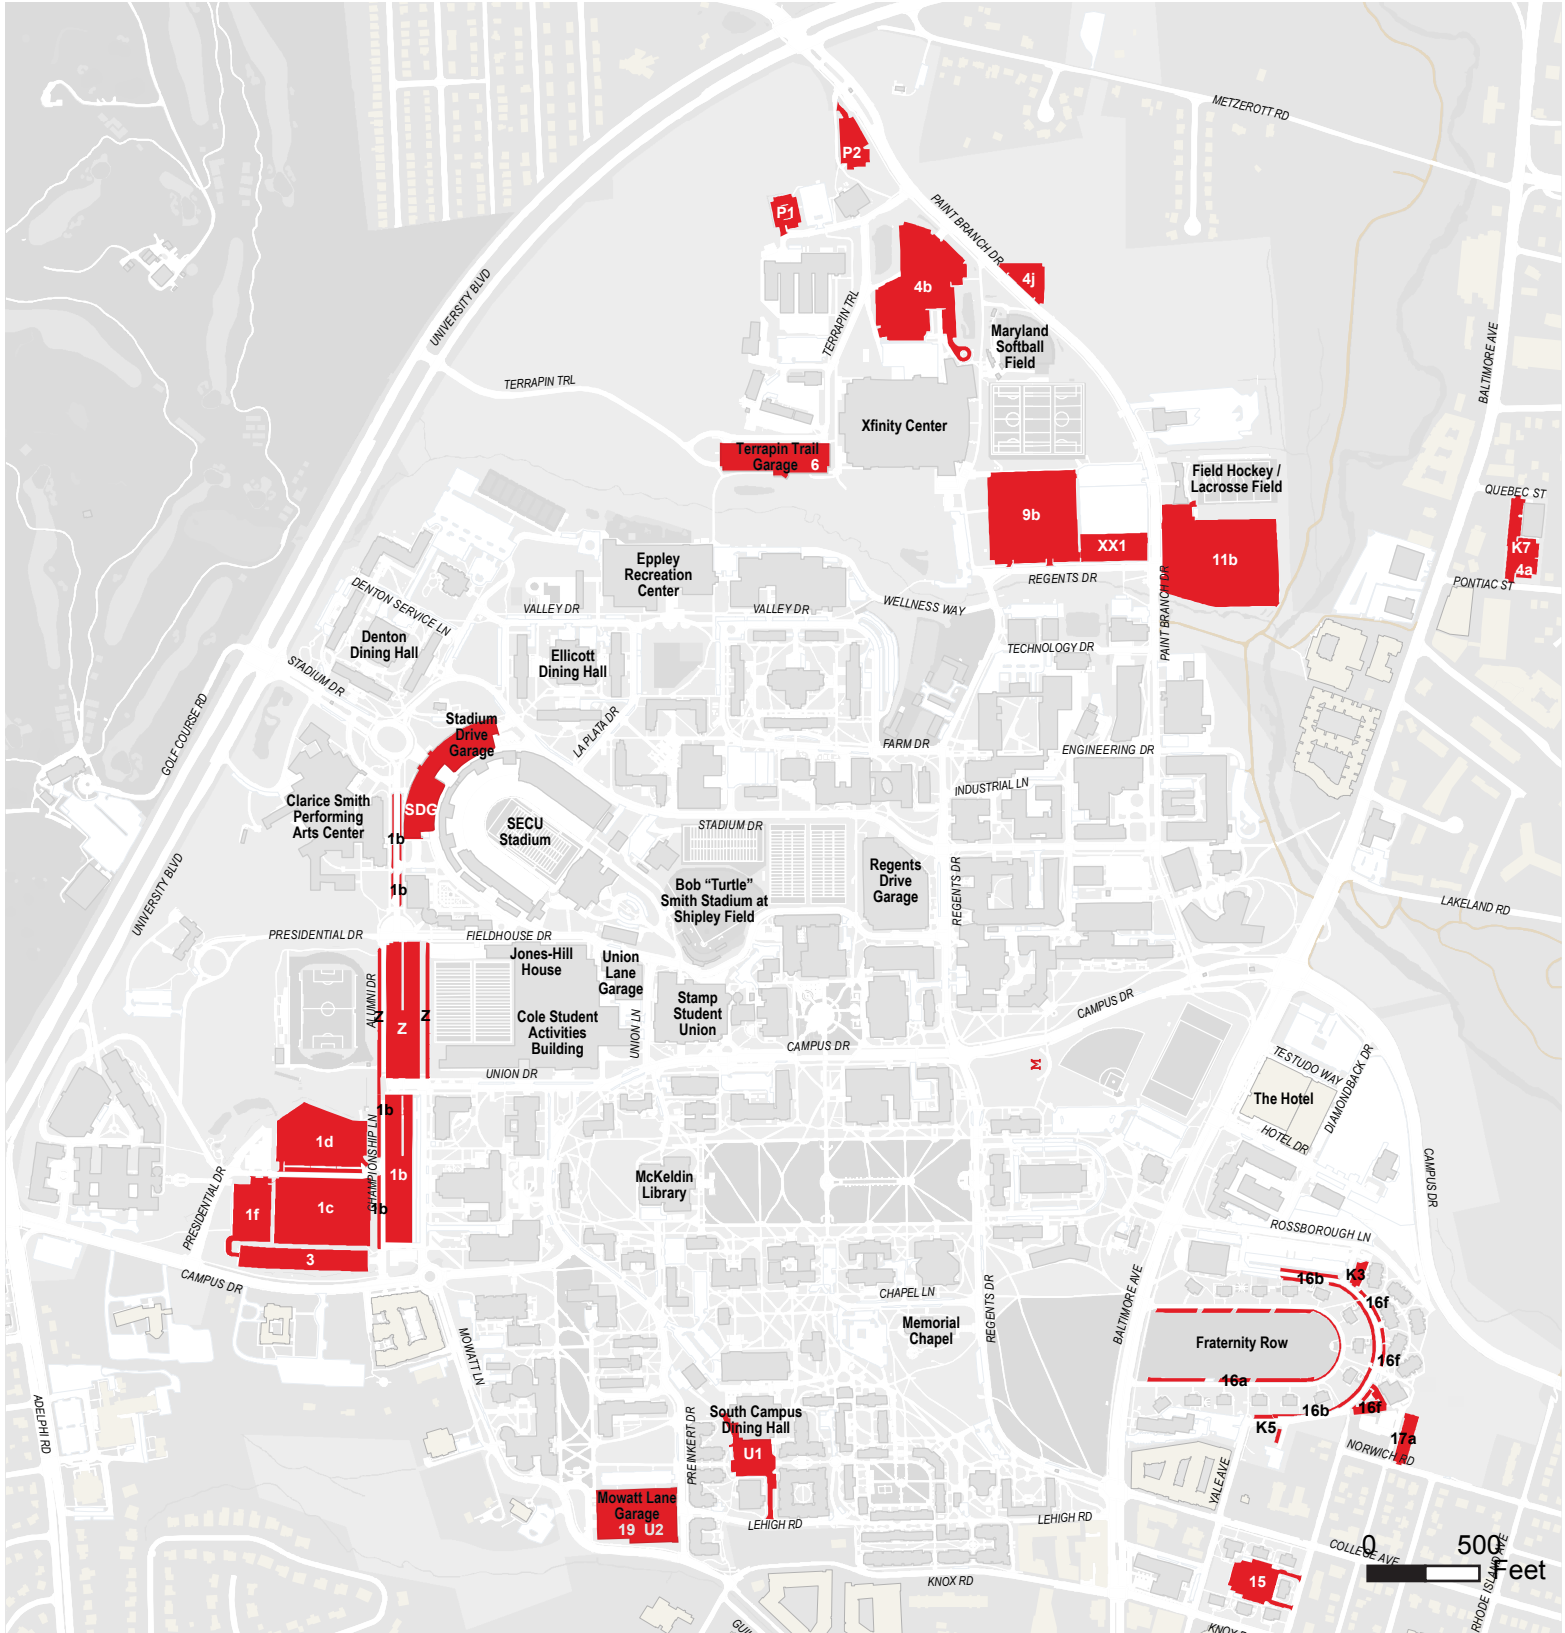 METZEROTT RD
P2
P1
PAINT BRANCH DR
4b
4j
UNIVERSITY BLVD
TERRAPIN TRL
Maryland
Softball
Field
BALTIMORE AVE
TERRAPIN TRL
Xfinity Center
Terrapin Trail
Garage 6
Field Hockey /
Lacrosse Field
QUEBEC ST
9b
XX1
11b
K7
4a
PONTIAC ST
REGENTS DR
Eppley
Recreation
Center
DENTON SERVICE LN
VALLEY DR
VALLEY DR
WELLNESS WAY
PAINT BRANCH DR
Denton
Dining Hall
Ellicott
Dining Hall
TECHNOLOGY DR
STADIUM DR
GOLF COURSE RD
Stadium
Drive
Garage
LA PLATA DR
FARM DR
ENGINEERING DR
INDUSTRIAL LN
Clarice Smith
Performing
Arts Center
SDG
1b
1b
SECU
Stadium
STADIUM DR
Regents
Drive
Garage
REGENTS DR
Bob “Turtle”
Smith Stadium at
Shipley Field
UNIVERSITY BLVD
LAKELAND RD
PRESIDENTIAL DR
FIELDHOUSE DR
Jones-Hill
House
Union
Lane
Garage
ALUMNI DR
Z
Z
Z
Cole Student
Activities
Building
UNION LN
Stamp
Student
Union
CAMPUS DR
CAMPUS DR
UNION DR
M
TESTUDO WAY
DIAMONDBACK DR
The Hotel
HOTEL DR
1b
1d
CHAMPIONSHIP LN
1b
1b
1c
1f
3
PRESIDENTIAL DR
CAMPUS DR
McKeldin
Library
CAMPUS DR
ROSSBOROUGH LN
16b
K3
16f
CHAPEL LN
Memorial
Chapel
REGENTS DR
BALTIMORE AVE
Fraternity Row
16f
16a
16b
16f
K5
17a
NORWICH RD
MOWATT LN
ADELPHI RD
South Campus
Dining Hall
PREINKERT DR
U1
YALE AVE
Mowatt Lane
Garage
19 U2
LEHIGH RD
LEHIGH RD
KNOX RD
COLLEGE AVE
0 500
Feet
RHODE ISLAND AVE
15